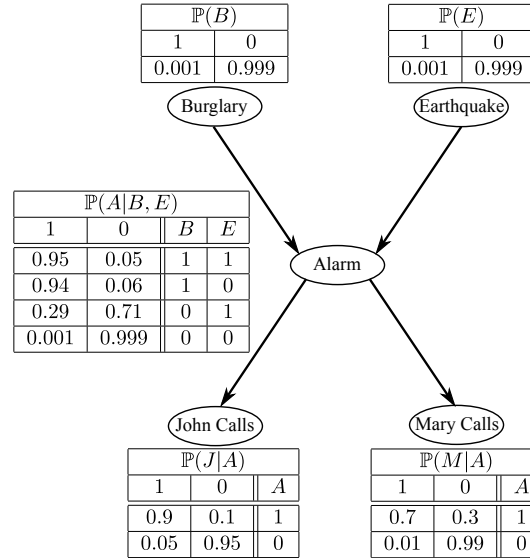 ℙ(B)
1 0
0.001 0.999
ℙ(E)
1 0
0.001 0.999
Burglary
Earthquake
ℙ(A|B, E)
1 0 B E
0.95 0.05 1 1
0.94 0.06 1 0
0.29 0.71 0 1
0.001 0.999 0 0
Alarm
John Calls
Mary Calls
ℙ(J|A)
1 0 A
0.9 0.1 1
0.05 0.95 0
ℙ(M|A)
1 0 A
0.7 0.3 1
0.01 0.99 0